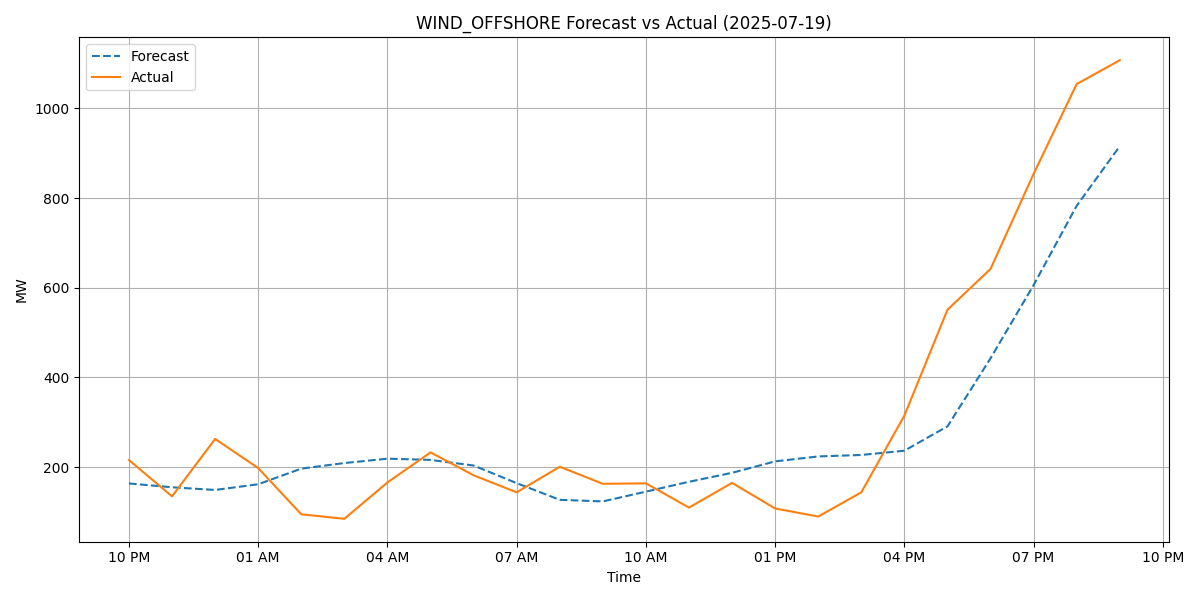 WIND_OFFSHORE Forecast vs Actual (2025-07-19)
Forecast
Actual
MW
1000
800
600
400
200
10 PM 01 AM 04 AM 07 AM 10 AM 01 PM 04 PM 07 PM 10 PM
Time